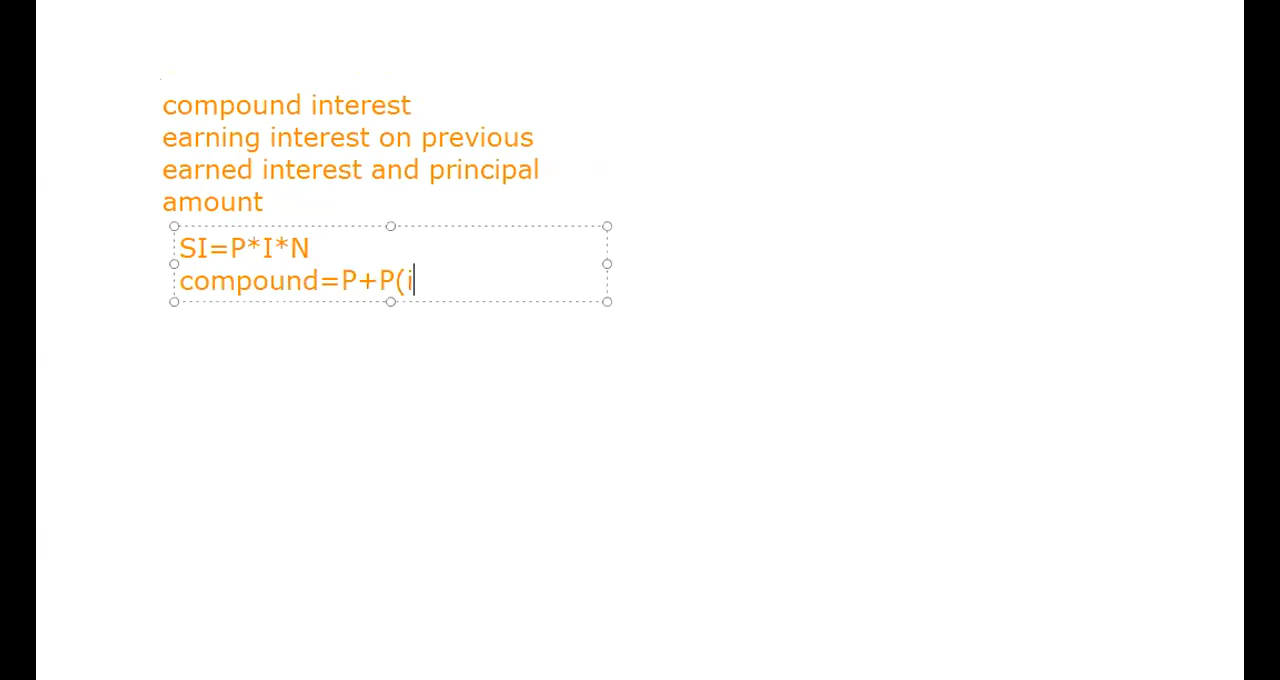 compound interest
earning interest on previous
earned interest and principal
amount
SI=P*I*N
compound=P+P(i